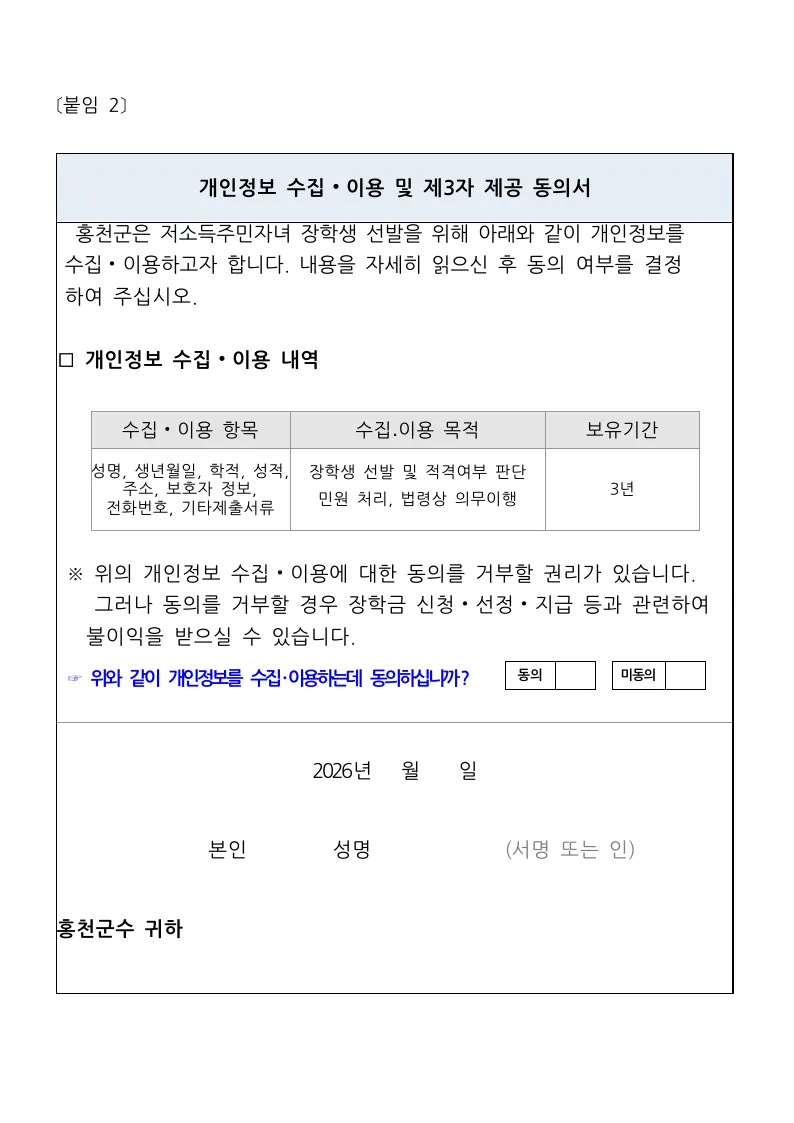 〔붙임 2〕
개인정보 수집・이용 및 제3자 제공 동의서
홍천군은 저소득주민자녀 장학생 선발을 위해 아래와 같이 개인정보를
수집・이용하고자 합니다. 내용을 자세히 읽으신 후 동의 여부를 결정
하여 주십시오.
□ 개인정보 수집・이용 내역
수집・이용 항목 수집.이용 목적 보유기간
성명, 생년월일, 학적, 성적,
주소, 보호자 정보,
전화번호, 기타제출서류
장학생 선발 및 적격여부 판단
민원 처리, 법령상 의무이행
3년
※ 위의 개인정보 수집・이용에 대한 동의를 거부할 권리가 있습니다.
그러나 동의를 거부할 경우 장학금 신청・선정・지급 등과 관련하여
불이익을 받으실 수 있습니다.
☞ 위와 같이 개인정보를 수집·이용하는데 동의하십니까? 동의 미동의
2026년 월 일
본인 성명 (서명 또는 인)
홍천군수 귀하